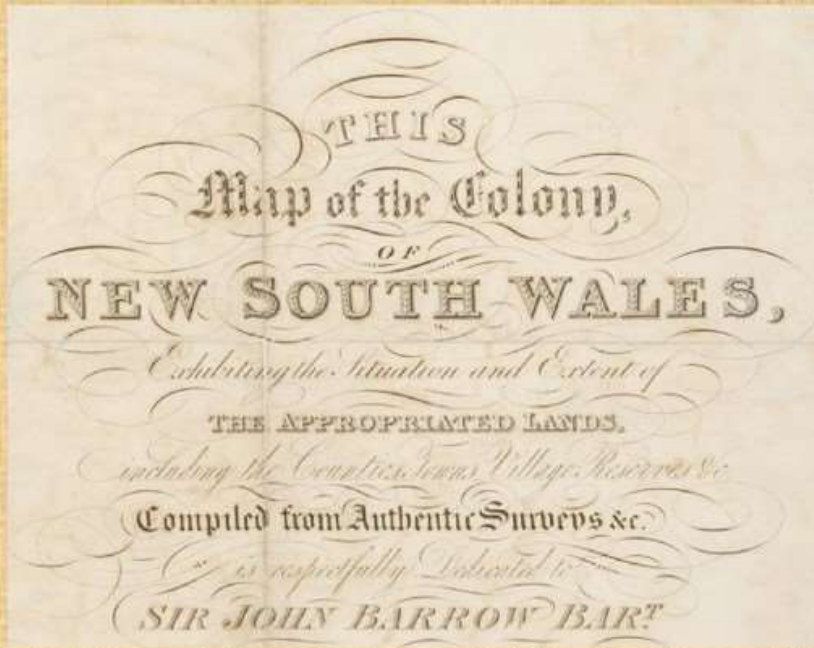 THIS
Map of the Colony,
OF
NEW SOUTH WALES,
Exhibiting the Situation and Extent of
THE APPROPRIATED LANDS,
including the Counties, Towns, Village Reserves &c.
Compiled from Authentic Surveys &c.
is respectfully Dedicated to
SIR JOHN BARROW BART.